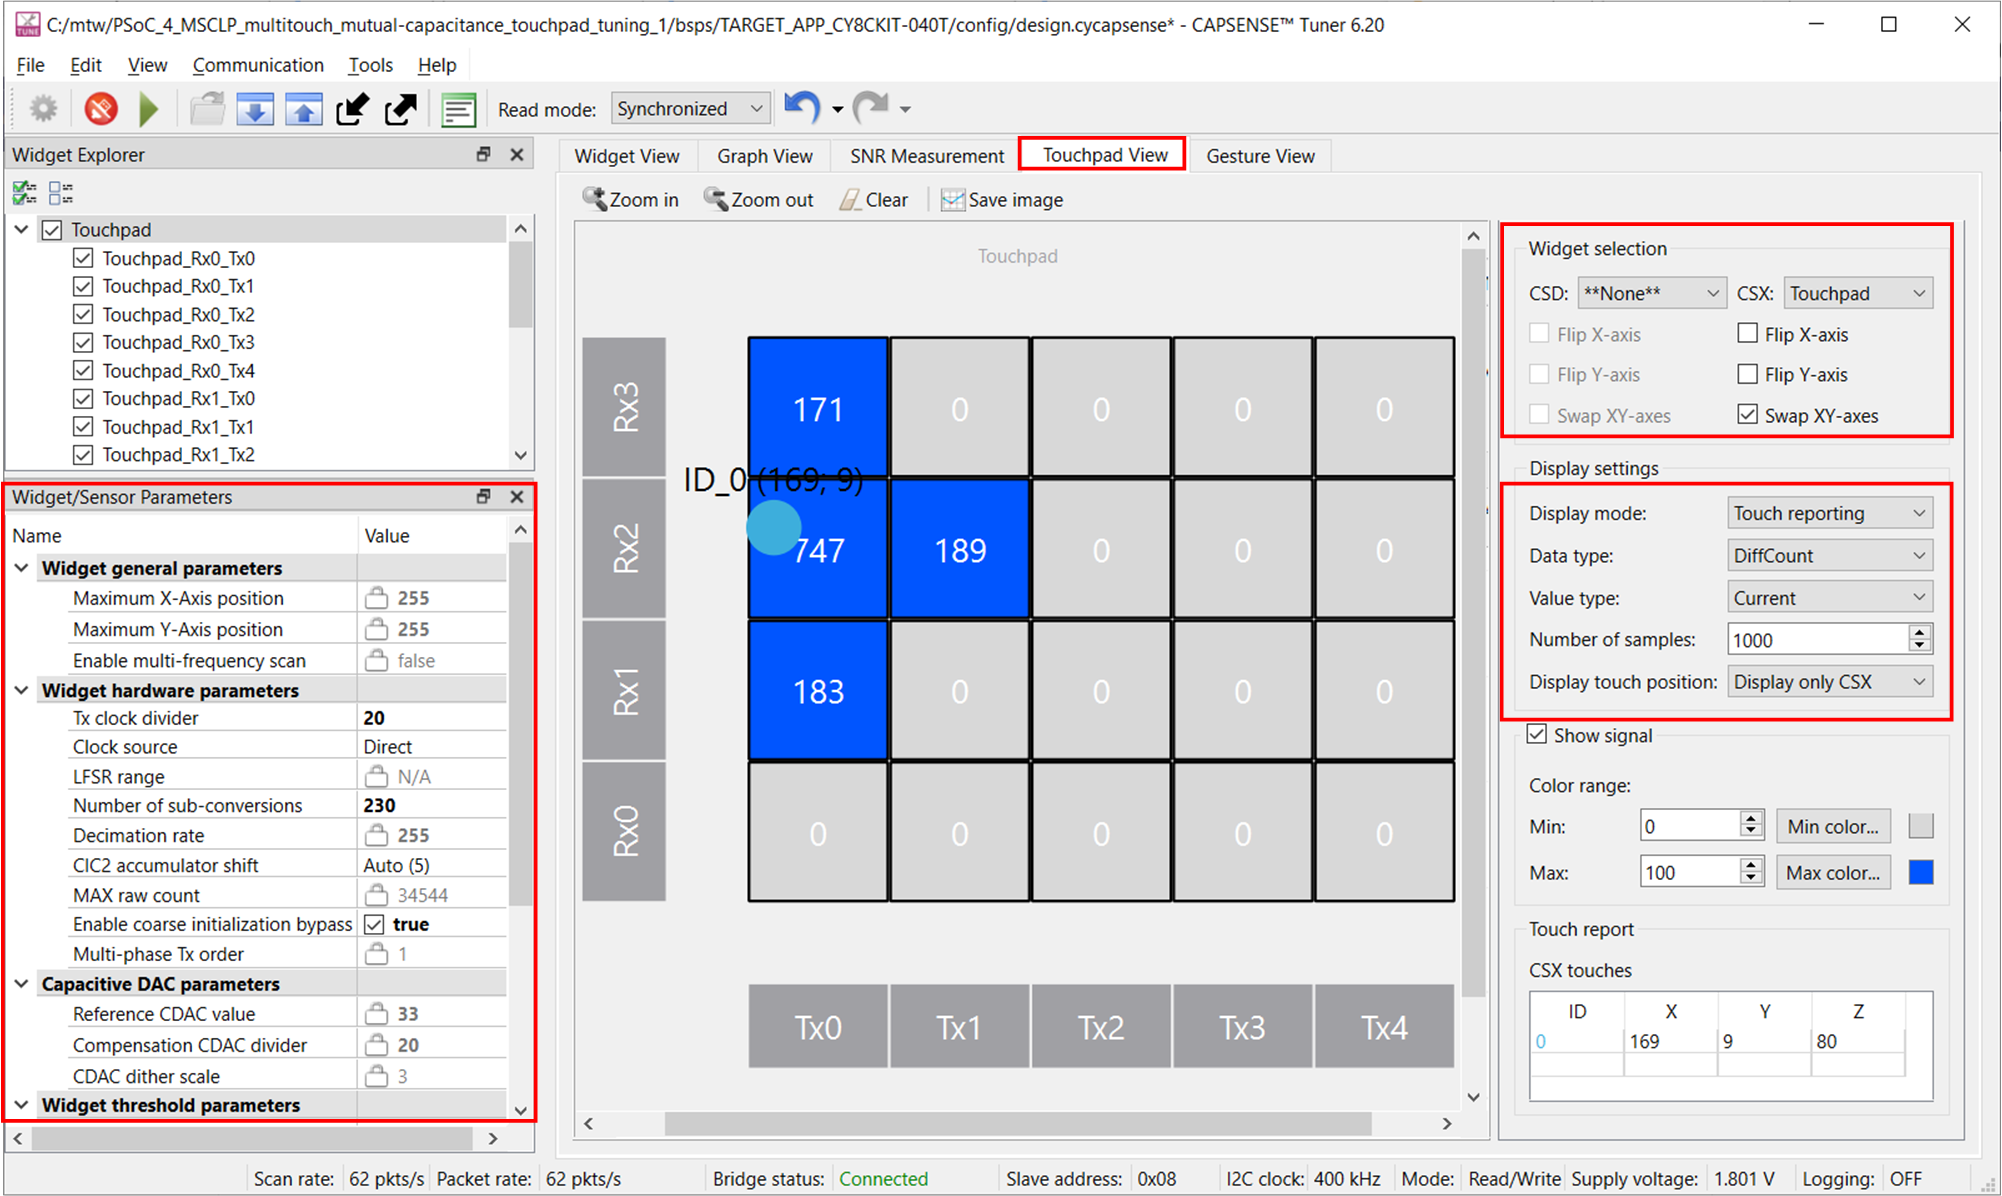 C:/mtw/PSoC_4_MSCLP_multitouch_mutual-capacitance_touchpad_tuning_1/bsps/TARGET_APP_CY8CKIT-040T/config/design.cycapsense* - CAPSENSE™ Tuner 6.20
File Edit View Communication Tools Help
Read mode: Synchronized
Widget Explorer
Touchpad
Touchpad_Rx0_Tx0
Touchpad_Rx0_Tx1
Touchpad_Rx0_Tx2
Touchpad_Rx0_Tx3
Touchpad_Rx0_Tx4
Touchpad_Rx1_Tx0
Touchpad_Rx1_Tx1
Touchpad_Rx1_Tx2
Widget/Sensor Parameters
Name Value
Widget general parameters
Maximum X-Axis position 255
Maximum Y-Axis position 255
Enable multi-frequency scan false
Widget hardware parameters
Tx clock divider 20
Clock source Direct
LFSR range N/A
Number of sub-conversions 230
Decimation rate 255
CIC2 accumulator shift Auto (5)
MAX raw count 34544
Enable coarse initialization bypass true
Multi-phase Tx order 1
Capacitive DAC parameters
Reference CDAC value 33
Compensation CDAC divider 20
CDAC dither scale 3
Widget threshold parameters
Widget View Graph View SNR Measurement Touchpad View Gesture View
Zoom in Zoom out Clear Save image
Touchpad
Rx3 171 0 0 0 0
ID_0 (169; 9)
Rx2 747 189 0 0 0
Rx1 183 0 0 0 0
Rx0 0 0 0 0 0
Tx0 Tx1 Tx2 Tx3 Tx4
Widget selection
CSD: **None** CSX: Touchpad
Flip X-axis Flip X-axis
Flip Y-axis Flip Y-axis
Swap XY-axes Swap XY-axes
Display settings
Display mode: Touch reporting
Data type: DiffCount
Value type: Current
Number of samples: 1000
Display touch position: Display only CSX
Show signal
Color range:
Min: 0 Min color...
Max: 100 Max color...
Touch report
CSX touches
ID X Y Z
0 169 9 80
Scan rate: 62 pkts/s Packet rate: 62 pkts/s Bridge status: Connected Slave address: 0x08 I2C clock: 400 kHz Mode: Read/Write Supply voltage: 1.801 V Logging: OFF